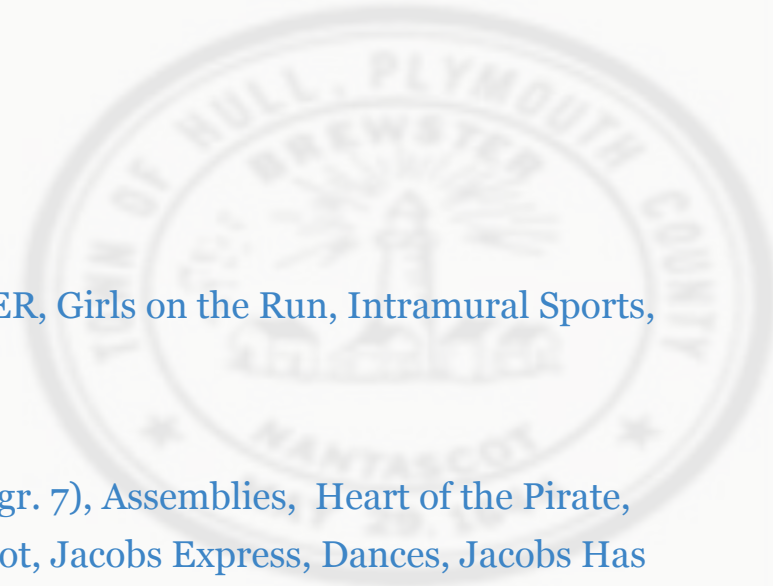 TOWN OF HULL, PLYMOUTH COUNTY
BREWSTER
ER, Girls on the Run, Intramural Sports,
NANTASCOT
gr. 7), Assemblies, Heart of the Pirate,
ot, Jacobs Express, Dances, Jacobs Has